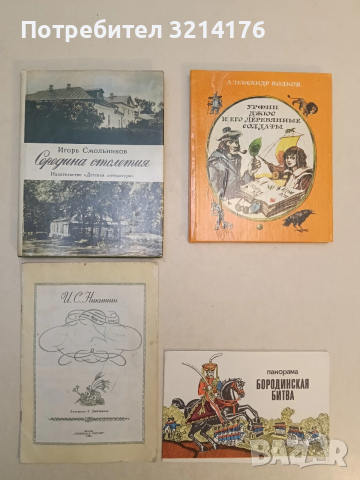 Потребител 3214176
Игорь Смольников
Середина столетия
Издательство «Детская литература»
АЛЕКСАНДР ВОЛКОВ
УРФИН
ДЖЮС
И ЕГО ДЕРЕВЯННЫЕ
СОЛДАТЫ
И. С. Никитин
ПАНОРАМА
БОРОДИНСКАЯ
БИТВА
bazar